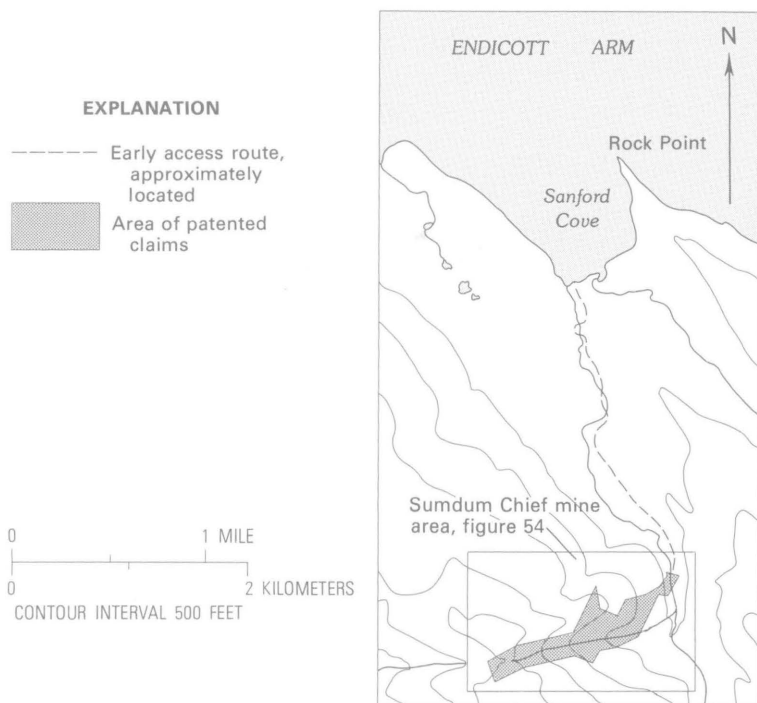 EXPLANATION
Early access route,
approximately
located
Area of patented
claims
0 1 MILE
0 2 KILOMETERS
CONTOUR INTERVAL 500 FEET
ENDICOTT ARM
N
Rock Point
Sanford
Cove
Sumdum Chief mine
area, figure 54